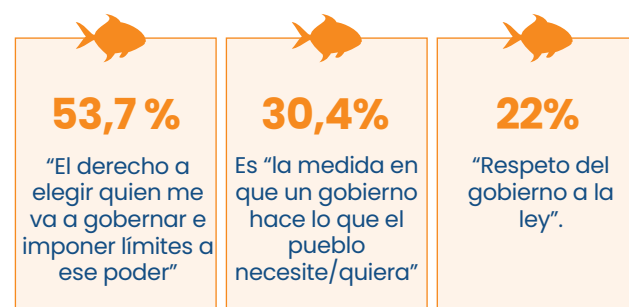 53,7 %
“El derecho a
elegir quien me
va a gobernar e
imponer límites a
ese poder”
30,4%
Es “la medida en
que un gobierno
hace lo que el
pueblo
necesite/quiera”
22%
“Respeto del
gobierno a la
ley”.